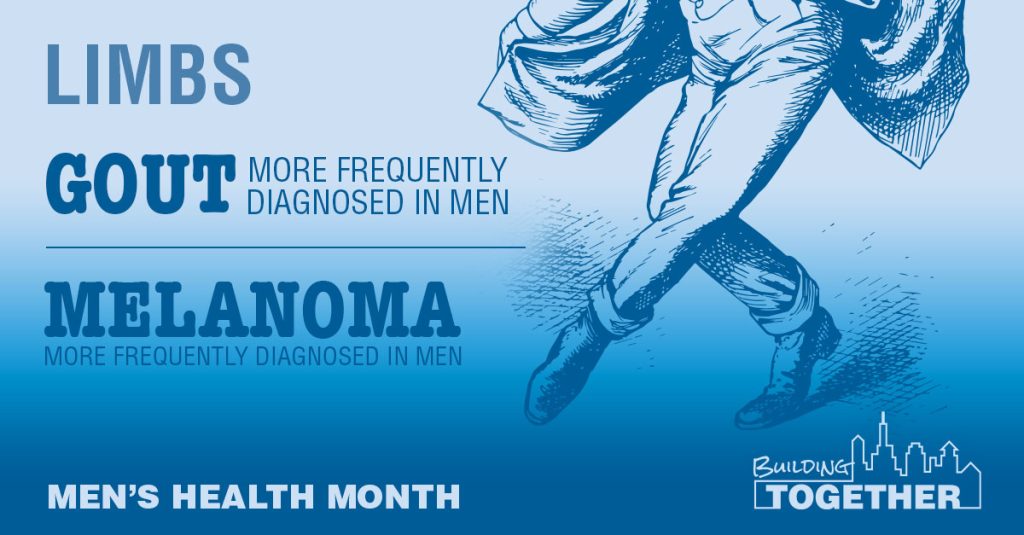 LIMBS
GOUT MORE FREQUENTLY
DIAGNOSED IN MEN
MELANOMA
MORE FREQUENTLY DIAGNOSED IN MEN
MEN'S HEALTH MONTH
BUILDING
TOGETHER